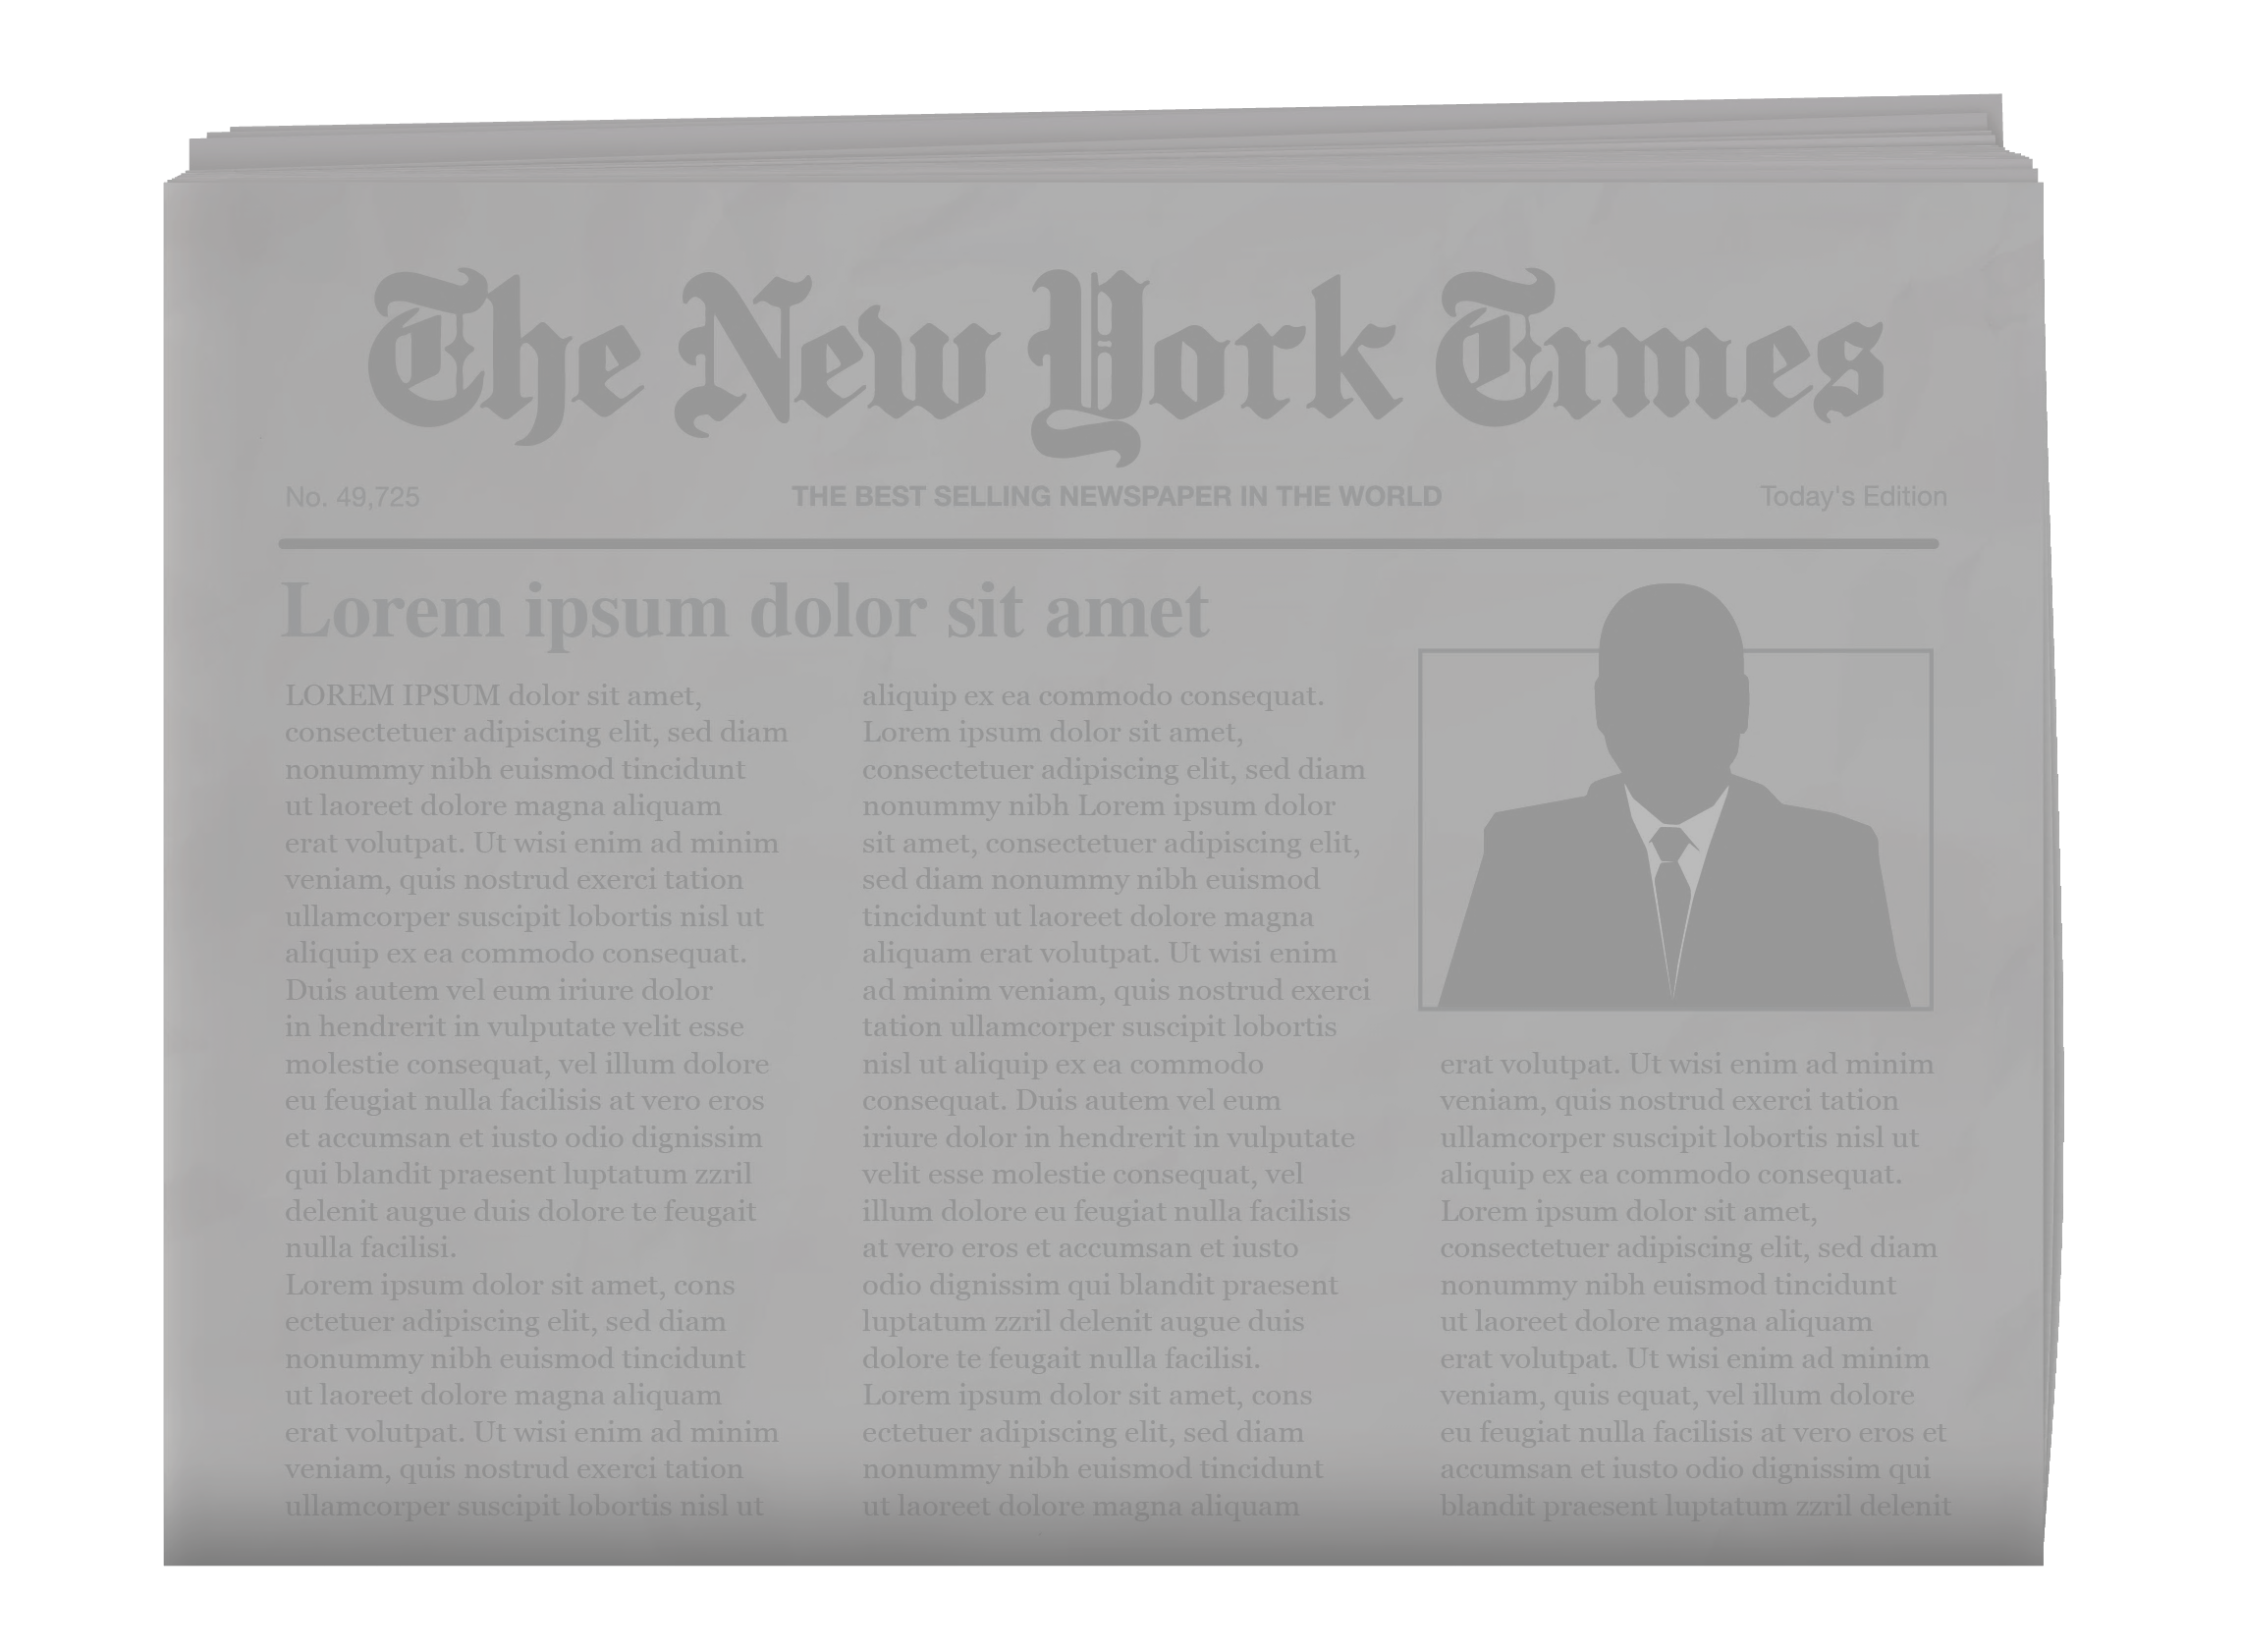 The New York Times
No. 49,725 THE BEST SELLING NEWSPAPER IN THE WORLD Today's Edition
Lorem ipsum dolor sit amet
LOREM IPSUM dolor sit amet,
consectetuer adipiscing elit, sed diam
nonummy nibh euismod tincidunt
ut laoreet dolore magna aliquam
erat volutpat. Ut wisi enim ad minim
veniam, quis nostrud exerci tation
ullamcorper suscipit lobortis nisl ut
aliquip ex ea commodo consequat.
Duis autem vel eum iriure dolor
in hendrerit in vulputate velit esse
molestie consequat, vel illum dolore
eu feugiat nulla facilisis at vero eros
et accumsan et iusto odio dignissim
qui blandit praesent luptatum zzril
delenit augue duis dolore te feugait
nulla facilisi.
Lorem ipsum dolor sit amet, cons
ectetuer adipiscing elit, sed diam
nonummy nibh euismod tincidunt
ut laoreet dolore magna aliquam
erat volutpat. Ut wisi enim ad minim
veniam, quis nostrud exerci tation
ullamcorper suscipit lobortis nisl ut
aliquip ex ea commodo consequat.
Lorem ipsum dolor sit amet,
consectetuer adipiscing elit, sed diam
nonummy nibh Lorem ipsum dolor
sit amet, consectetuer adipiscing elit,
sed diam nonummy nibh euismod
tincidunt ut laoreet dolore magna
aliquam erat volutpat. Ut wisi enim
ad minim veniam, quis nostrud exerci
tation ullamcorper suscipit lobortis
nisl ut aliquip ex ea commodo
consequat. Duis autem vel eum
iriure dolor in hendrerit in vulputate
velit esse molestie consequat, vel
illum dolore eu feugiat nulla facilisis
at vero eros et accumsan et iusto
odio dignissim qui blandit praesent
luptatum zzril delenit augue duis
dolore te feugait nulla facilisi.
Lorem ipsum dolor sit amet, cons
ectetuer adipiscing elit, sed diam
nonummy nibh euismod tincidunt
ut laoreet dolore magna aliquam
erat volutpat. Ut wisi enim ad minim
veniam, quis nostrud exerci tation
ullamcorper suscipit lobortis nisl ut
aliquip ex ea commodo consequat.
Lorem ipsum dolor sit amet,
consectetuer adipiscing elit, sed diam
nonummy nibh euismod tincidunt
ut laoreet dolore magna aliquam
erat volutpat. Ut wisi enim ad minim
veniam, quis equat, vel illum dolore
eu feugiat nulla facilisis at vero eros et
accumsan et iusto odio dignissim qui
blandit praesent luptatum zzril delenit